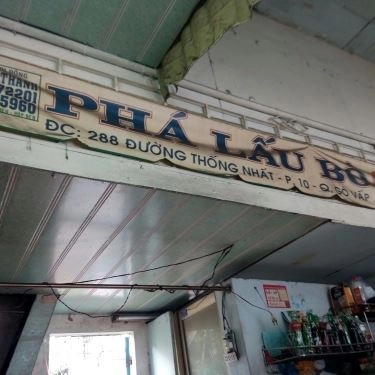 PHÁ LẤU BÒ
ĐC: 288 ĐƯỜNG THỐNG NHẤT - P. 10 - Q. GÒ VẤP